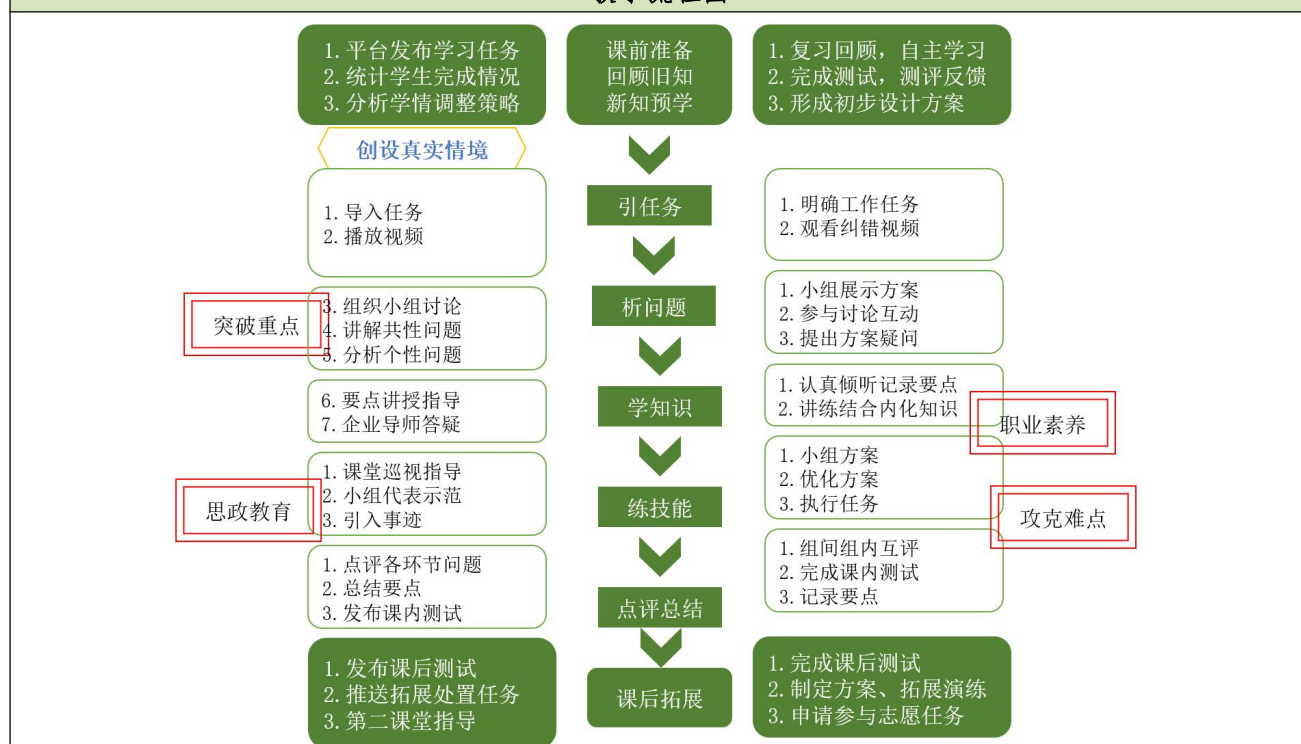 1. 平台发布学习任务
2. 统计学生完成情况
3. 分析学情调整策略
课前准备
回顾旧知
新知预学
1. 复习回顾，自主学习
2. 完成测试，测评反馈
3. 形成初步设计方案
创设真实情境
1. 导入任务
2. 播放视频
引任务
1. 明确工作任务
2. 观看纠错视频
突破重点
3. 组织小组讨论
4. 讲解共性问题
5. 分析个性问题
析问题
1. 小组展示方案
2. 参与讨论互动
3. 提出方案疑问
6. 要点讲授指导
7. 企业导师答疑
学知识
1. 认真倾听记录要点
2. 讲练结合内化知识
职业素养
思政教育
1. 课堂巡视指导
2. 小组代表示范
3. 引入事迹
练技能
1. 小组方案
2. 优化方案
3. 执行任务
攻克难点
1. 点评各环节问题
2. 总结要点
3. 发布课内测试
点评总结
1. 组间组内互评
2. 完成课内测试
3. 记录要点
1. 发布课后测试
2. 推送拓展处置任务
3. 第二课堂指导
课后拓展
1. 完成课后测试
2. 制定方案、拓展演练
3. 申请参与志愿任务